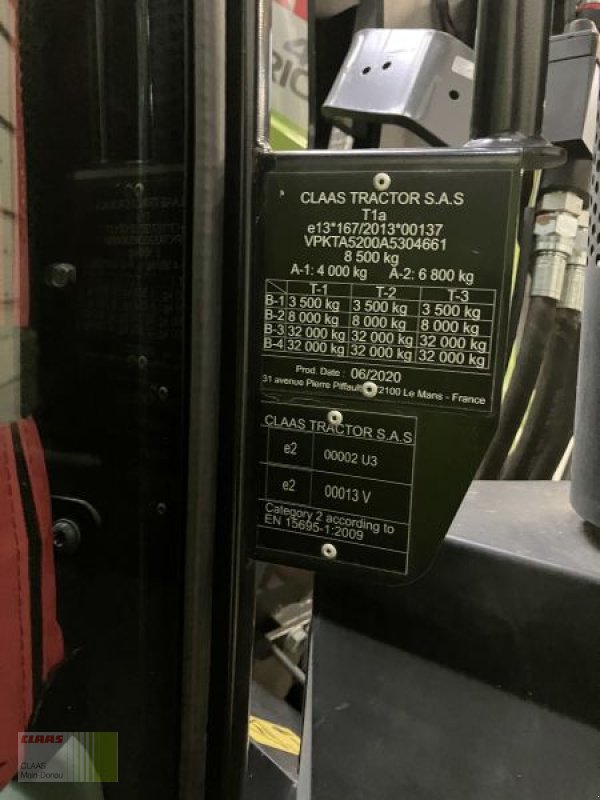 RIC
CLAAS TRACTOR S.A.S
T1a
e13*167/2013*00137
VPKTA5200A5304661
8 500 kg
A-1: 4 000 kg A-2: 6 800 kg
T-1 T-2 T-3
B-1 3 500 kg 3 500 kg 3 500 kg
B-2 8 000 kg 8 000 kg 8 000 kg
B-3 32 000 kg 32 000 kg 32 000 kg
B-4 32 000 kg 32 000 kg 32 000 kg
Prod. Date : 06/2020
31 avenue Pierre Piffault 72100 Le Mans - France
CLAAS TRACTOR S.A.S
e2 00002 U3
e2 00013 V
Category 2 according to
EN 15695-1:2009
CLAAS
CLAAS
Main-Donau